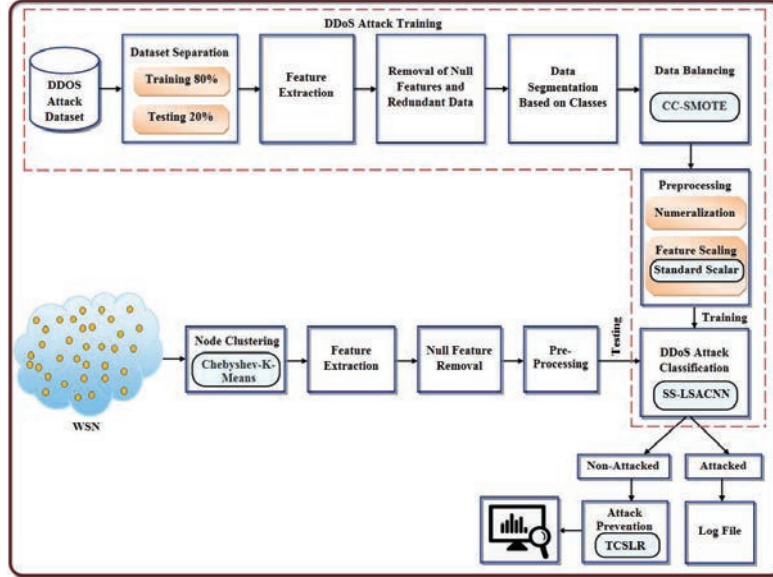 DDoS Attack Training
DDOS
Attack
Dataset
Dataset Separation
Training 80%
Testing 20%
Feature
Extraction
Removal of Null
Features and
Redundant Data
Data
Segmentation
Based on Classes
Data Balancing
CC-SMOTE
Preprocessing
Numeralization
Feature Scaling
Standard Scalar
Training
WSN
Node Clustering
Chebyshev-K-
Means
Feature
Extraction
Null Feature
Removal
Pre-
Processing
Testing
DDoS Attack
Classification
SS-LSACNN
Non-Attacked
Attacked
Attack
Prevention
TCSLR
Log File